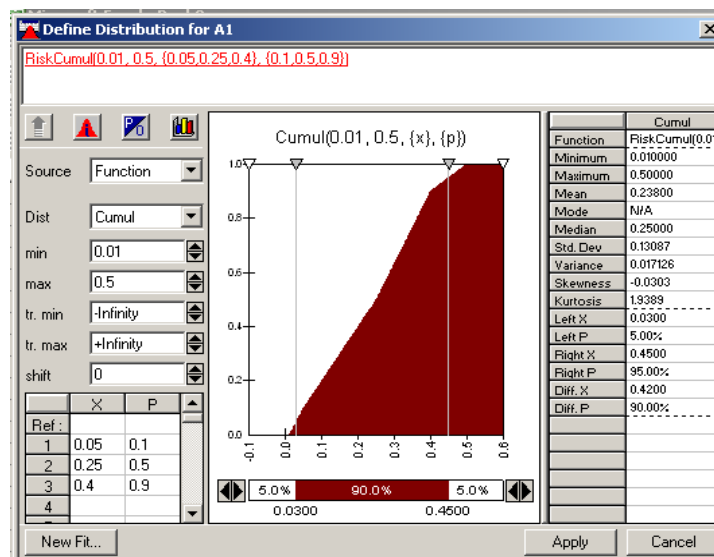 Define Distribution for A1
RiskCumul(0.01, 0.5, {0.05,0.25,0.4}, {0.1,0.5,0.9})
Source Function
Dist Cumul
min 0.01
max 0.5
tr. min -Infinity
tr. max +Infinity
shift 0
X P
Ref :
1 0.05 0.1
2 0.25 0.5
3 0.4 0.9
4
New Fit...
Cumul(0.01, 0.5, {x}, {p})
1.0
0.8
0.6
0.4
0.2
0.0
-0.1 0.0 0.1 0.2 0.3 0.4 0.5 0.6
5.0% 90.0% 5.0%
0.0300 0.4500
Cumul
Function RiskCumul(0.01
Minimum 0.010000
Maximum 0.50000
Mean 0.23800
Mode N/A
Median 0.25000
Std. Dev 0.13087
Variance 0.017126
Skewness -0.0303
Kurtosis 1.9389
Left X 0.0300
Left P 5.00%
Right X 0.4500
Right P 95.00%
Diff. X 0.4200
Diff. P 90.00%
Apply Cancel